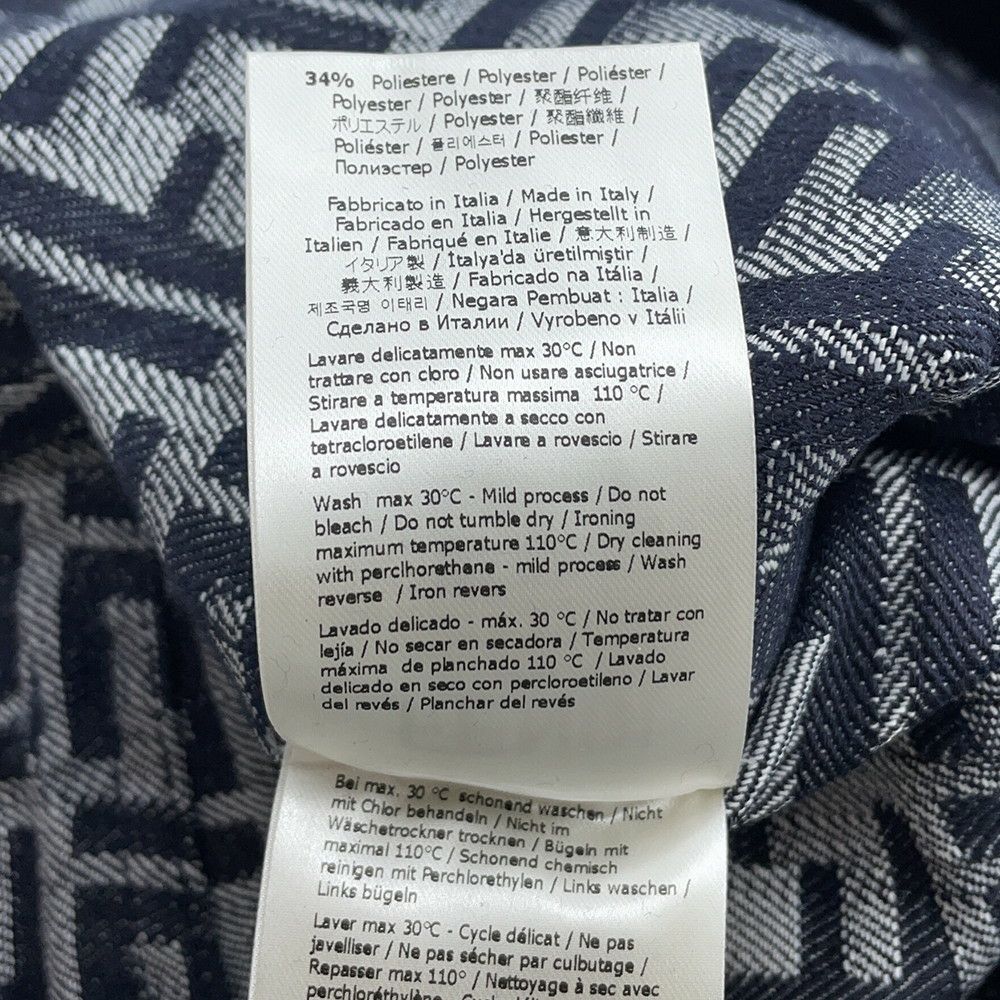 34% Poliestere / Polyester / Poliéster /
Polyester / Polyester / 聚酯纤维 /
ポリエステル / Polyester / 聚酯纖維 /
Poliéster / 폴리에스터 / Poliester /
Полиэстер / Polyester
Fabbricato in Italia / Made in Italy /
Fabricado en Italia / Hergestellt in
Italien / Fabriqué en Italie / 意大利制造 /
イタリア製 / İtalya'da üretilmiştir /
義大利製造 / Fabricado na Itália /
제조국명 이태리 / Negara Pembuat : Italia /
Сделано в Италии / Vyrobeno v Itálii
Lavare delicatamente max 30°C / Non
trattare con cloro / Non usare asciugatrice /
Stirare a temperatura massima 110 °C /
Lavare delicatamente a secco con
tetracloroetilene / Lavare a rovescio / Stirare
a rovescio
Wash max 30°C - Mild process / Do not
bleach / Do not tumble dry / Ironing
maximum temperature 110°C / Dry cleaning
with perclhorethene - mild process / Wash
reverse / Iron revers
Lavado delicado - máx. 30 °C / No tratar con
lejía / No secar en secadora / Temperatura
máxima de planchado 110 °C / Lavado
delicado en seco con percloroetileno / Lavar
del revés / Planchar del revés
Bei max. 30 °C schonend waschen / Nicht
mit Chlor behandeln / Nicht im
Wäschetrockner trocknen / Bügeln mit
maximal 110°C / Schonend chemisch
reinigen mit Perchlorethylen / Links waschen /
Links bügeln
Laver max 30°C - Cycle délicat / Ne pas
javelliser / Ne pas sécher par culbutage /
Repasser max 110° / Nettoyage à sec avec
perchloréthylène